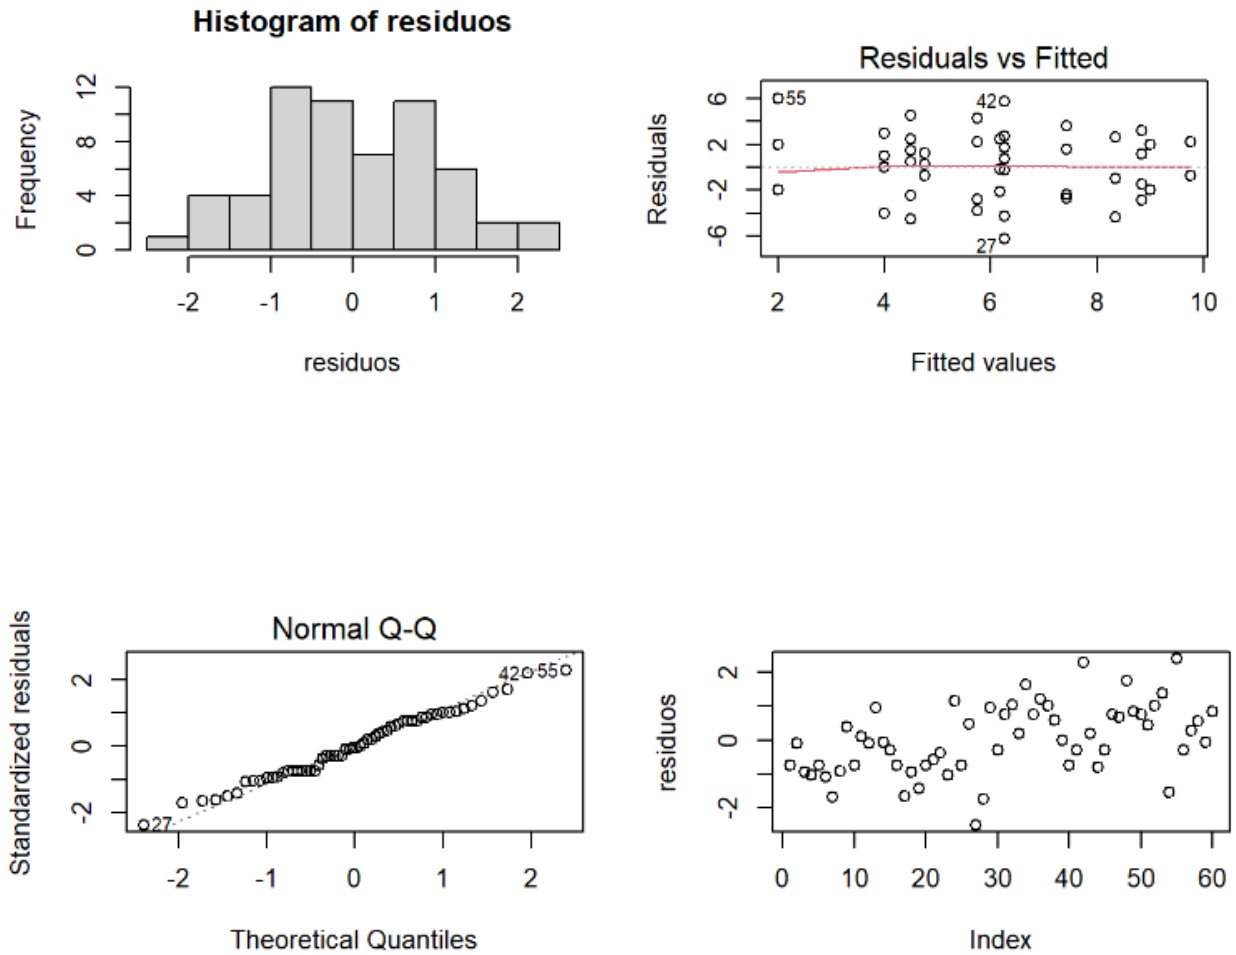 Histogram of residuos
Frequency
12
8
4
0
-2 -1 0 1 2
residuos
Residuals vs Fitted
Residuals
6
2
-2
-6
55
42
27
2 4 6 8 10
Fitted values
Normal Q-Q
Standardized residuals
2
0
-2
42
55
27
-2 -1 0 1 2
Theoretical Quantiles
residuos
2
0
-2
0 10 20 30 40 50 60
Index